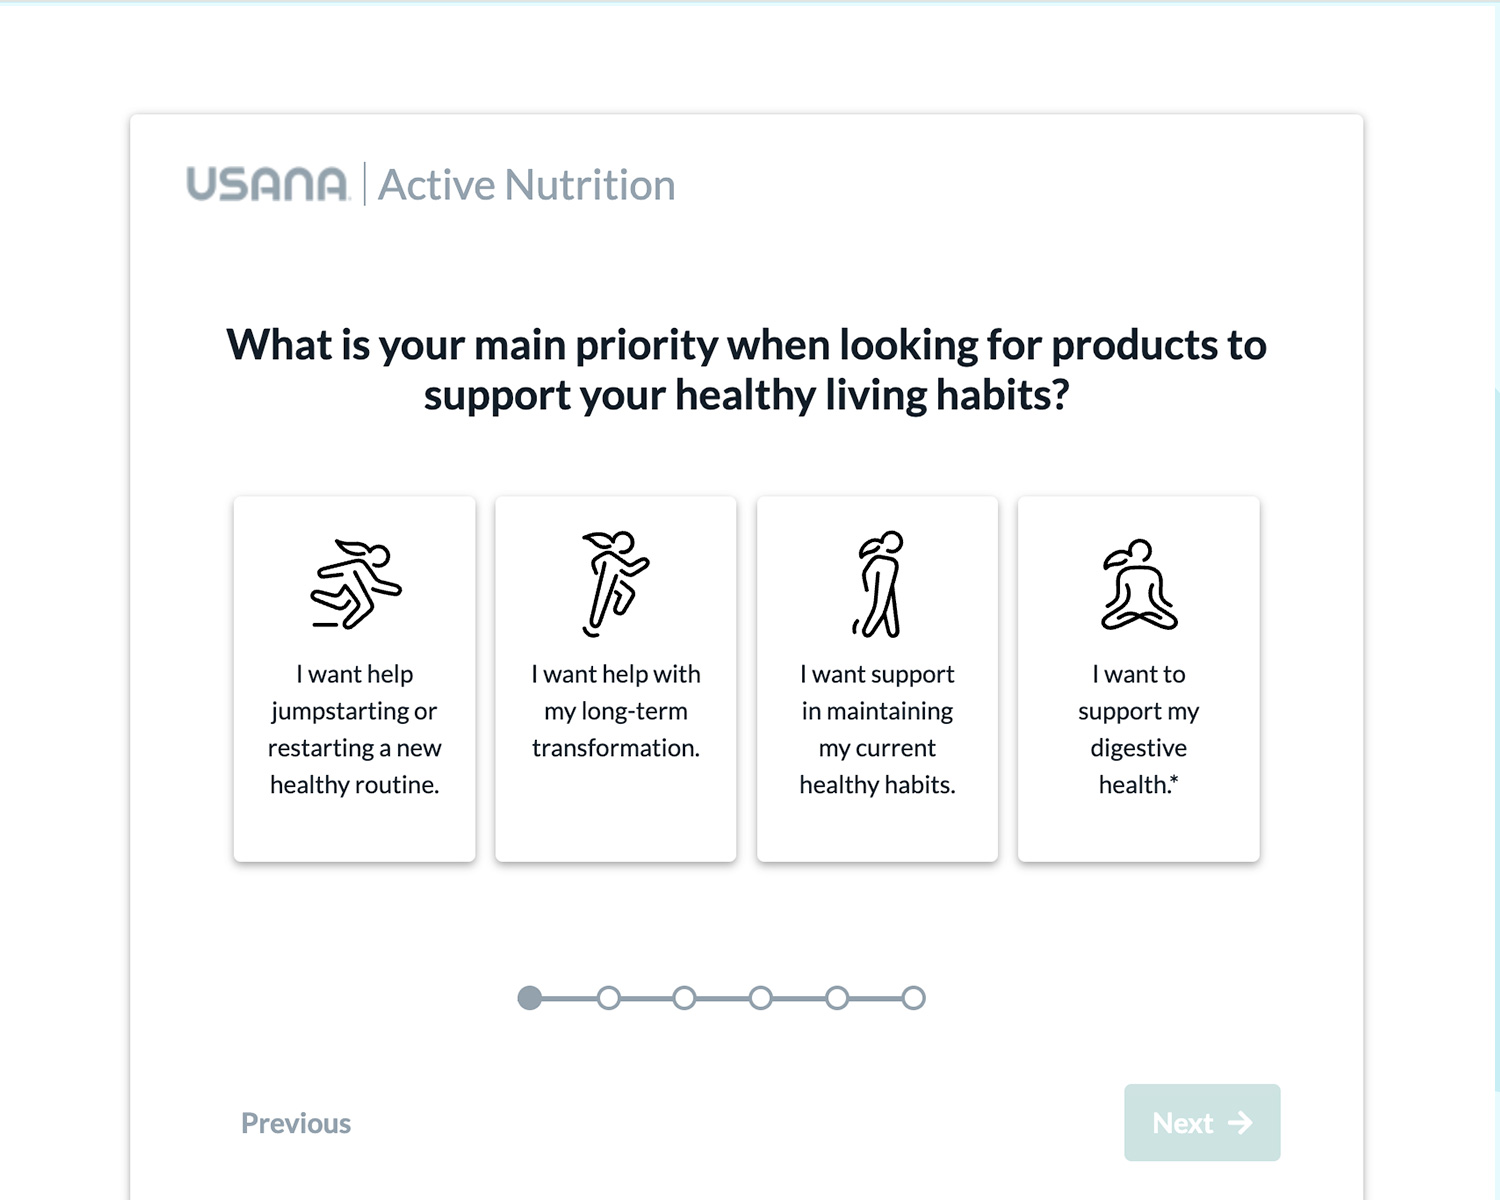 USANA | Active Nutrition
What is your main priority when looking for products to
support your healthy living habits?
I want help
jumpstarting or
restarting a new
healthy routine.
I want help with
my long-term
transformation.
I want support
in maintaining
my current
healthy habits.
I want to
support my
digestive
health.*
Previous
Next →